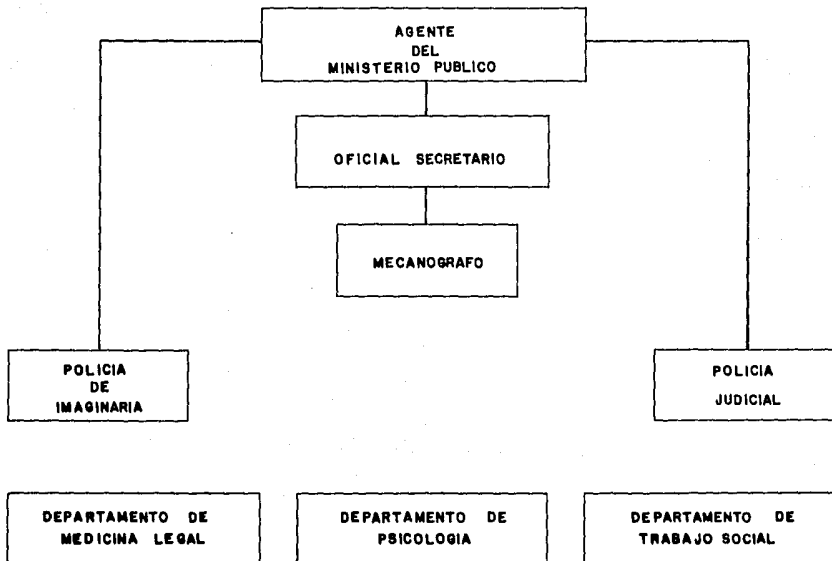 AGENTE
DEL
MINISTERIO PUBLICO
OFICIAL SECRETARIO
MECANOGRAFO
POLICIA
DE
IMAGINARIA
POLICIA
JUDICIAL
DEPARTAMENTO DE
MEDICINA LEGAL
DEPARTAMENTO DE
PSICOLOGIA
DEPARTAMENTO DE
TRABAJO SOCIAL